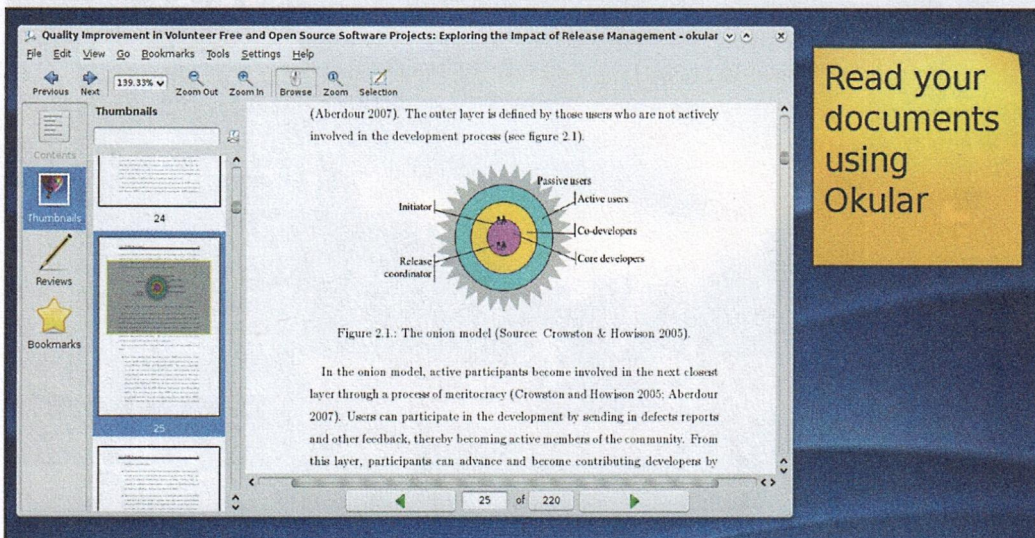 Quality Improvement in Volunteer Free and Open Source Software Projects: Exploring the Impact of Release Management - okular
File Edit View Go Bookmarks Tools Settings Help
Previous Next 139.33% Zoom Out Zoom In Browse Zoom Selection
Contents
Thumbnails
Reviews
Bookmarks
Thumbnails
24
25
(Aberdour 2007). The outer layer is defined by those users who are not actively
involved in the development process (see figure 2.1).
Passive users
Initiator
Active users
Co-developers
Release
coordinator
Core developers
Figure 2.1.: The onion model (Source: Crowston & Howison 2005).
In the onion model, active participants become involved in the next closest
layer through a process of meritocracy (Crowston and Howison 2005; Aberdour
2007). Users can participate in the development by sending in defects reports
and other feedback, thereby becoming active members of the community. From
this layer, participants can advance and become contributing developers by
25 of 220
Read your
documents
using
Okular